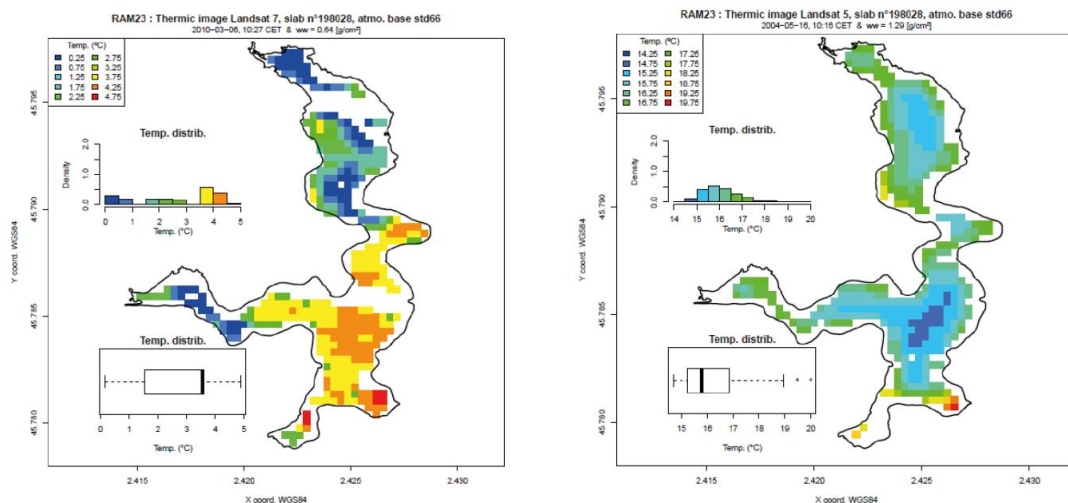 RAM23 : Thermic image Landsat 7, slab n°198028, atmo. base std66
2010-03-06, 10:27 CET & ww = 0.64 [g/cm²]
Temp. (ºC)
0.25 2.75
0.75 3.25
1.25 3.75
1.75 4.25
2.25 4.75
Temp. distrib.
Density
0.0 1.0 2.0
0 1 2 3 4 5
Temp. (°C)
Temp. distrib.
0 1 2 3 4 5
Temp. (°C)
Y coord. WGS84
45.780 45.785 45.790 45.795
2.415 2.420 2.425 2.430
X coord. WGS84
RAM23 : Thermic image Landsat 5, slab n°198028, atmo. base std66
2004-05-16, 10:16 CET & ww = 1.29 [g/cm²]
Temp. (ºC)
14.25 17.25
14.75 17.75
15.25 18.25
15.75 18.75
16.25 19.25
16.75 19.75
Temp. distrib.
Density
0.0 1.0 2.0
14 15 16 17 18 19 20
Temp. (°C)
Temp. distrib.
15 16 17 18 19 20
Temp. (°C)
Y coord. WGS84
45.780 45.785 45.790 45.795
2.415 2.420 2.425 2.430
X coord. WGS84